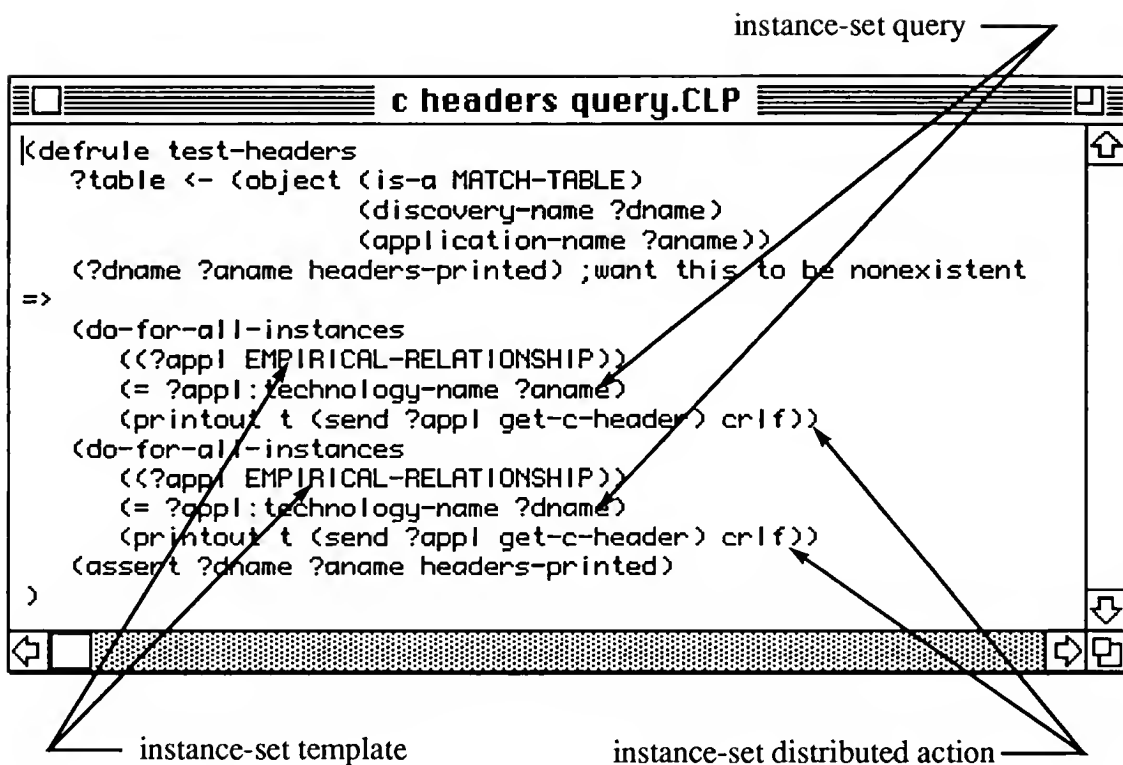 instance-set query
c headers query.CLP
(defrule test-headers
?table <- (object (is-a MATCH-TABLE)
(discovery-name ?dname)
(application-name ?aname))
(?dname ?aname headers-printed) ;want this to be nonexistent
=>
(do-for-all-instances
((?appl EMPIRICAL-RELATIONSHIP))
(= ?appl:technology-name ?aname)
(printout t (send ?appl get-c-header) crlf))
(do-for-all-instances
((?appl EMPIRICAL-RELATIONSHIP))
(= ?appl:technology-name ?dname)
(printout t (send ?appl get-c-header) crlf))
(assert ?dname ?aname headers-printed)
)
instance-set template
instance-set distributed action